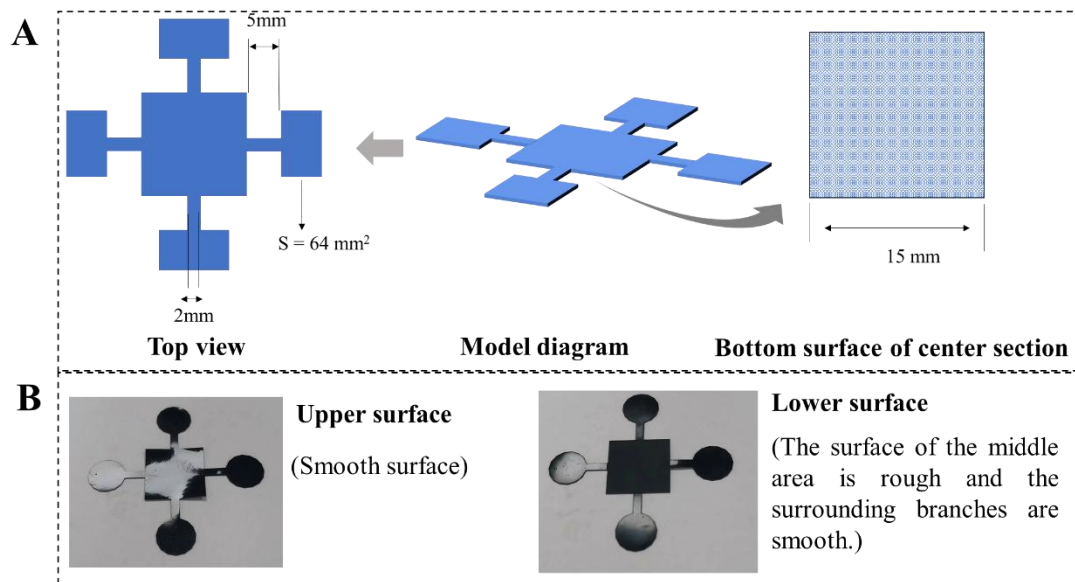 A
5mm
S = 64 mm²
2mm
15 mm
Top view
Model diagram
Bottom surface of center section
B
Upper surface
(Smooth surface)
Lower surface
(The surface of the middle
area is rough and the
surrounding branches are
smooth.)